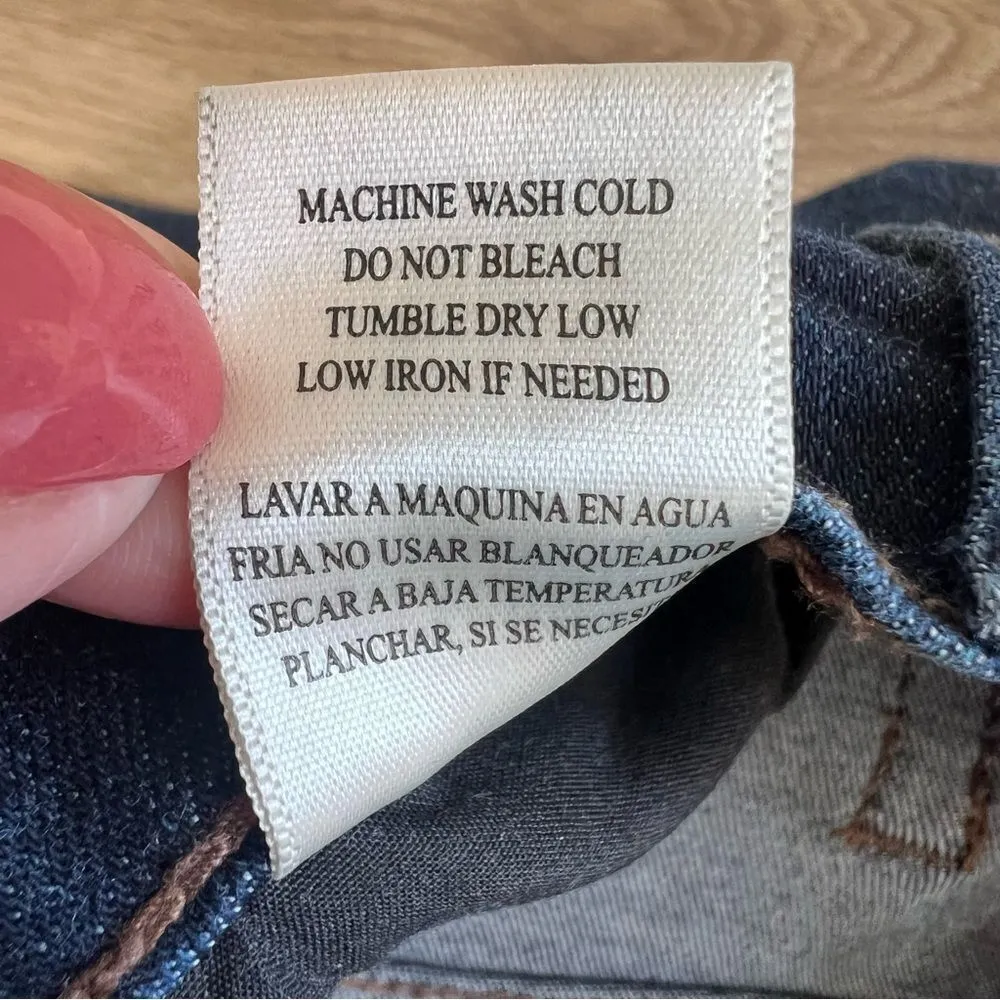 MACHINE WASH COLD
DO NOT BLEACH
TUMBLE DRY LOW
LOW IRON IF NEEDED
LAVAR A MAQUINA EN AGUA
FRIA NO USAR BLANQUEADOR
SECAR A BAJA TEMPERATURA
PLANCHAR, SI SE